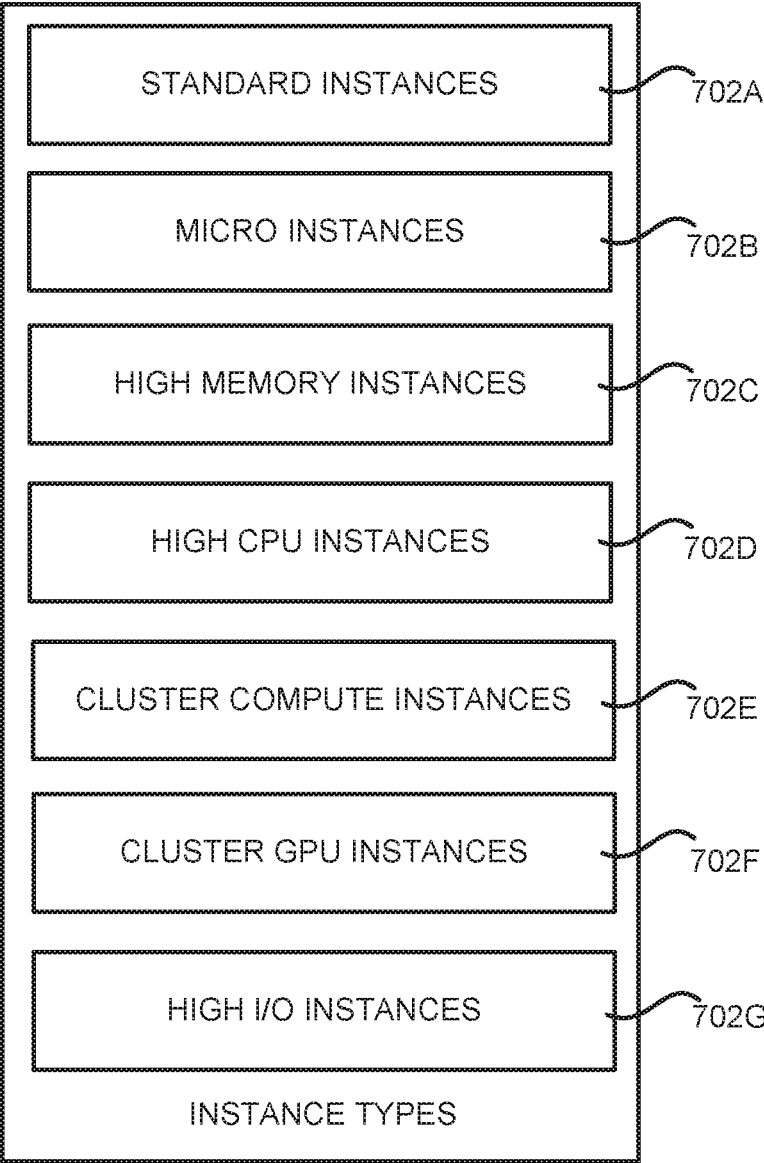 STANDARD INSTANCES
702A
MICRO INSTANCES
702B
HIGH MEMORY INSTANCES
702C
HIGH CPU INSTANCES
702D
CLUSTER COMPUTE INSTANCES
702E
CLUSTER GPU INSTANCES
702F
HIGH I/O INSTANCES
702G
INSTANCE TYPES